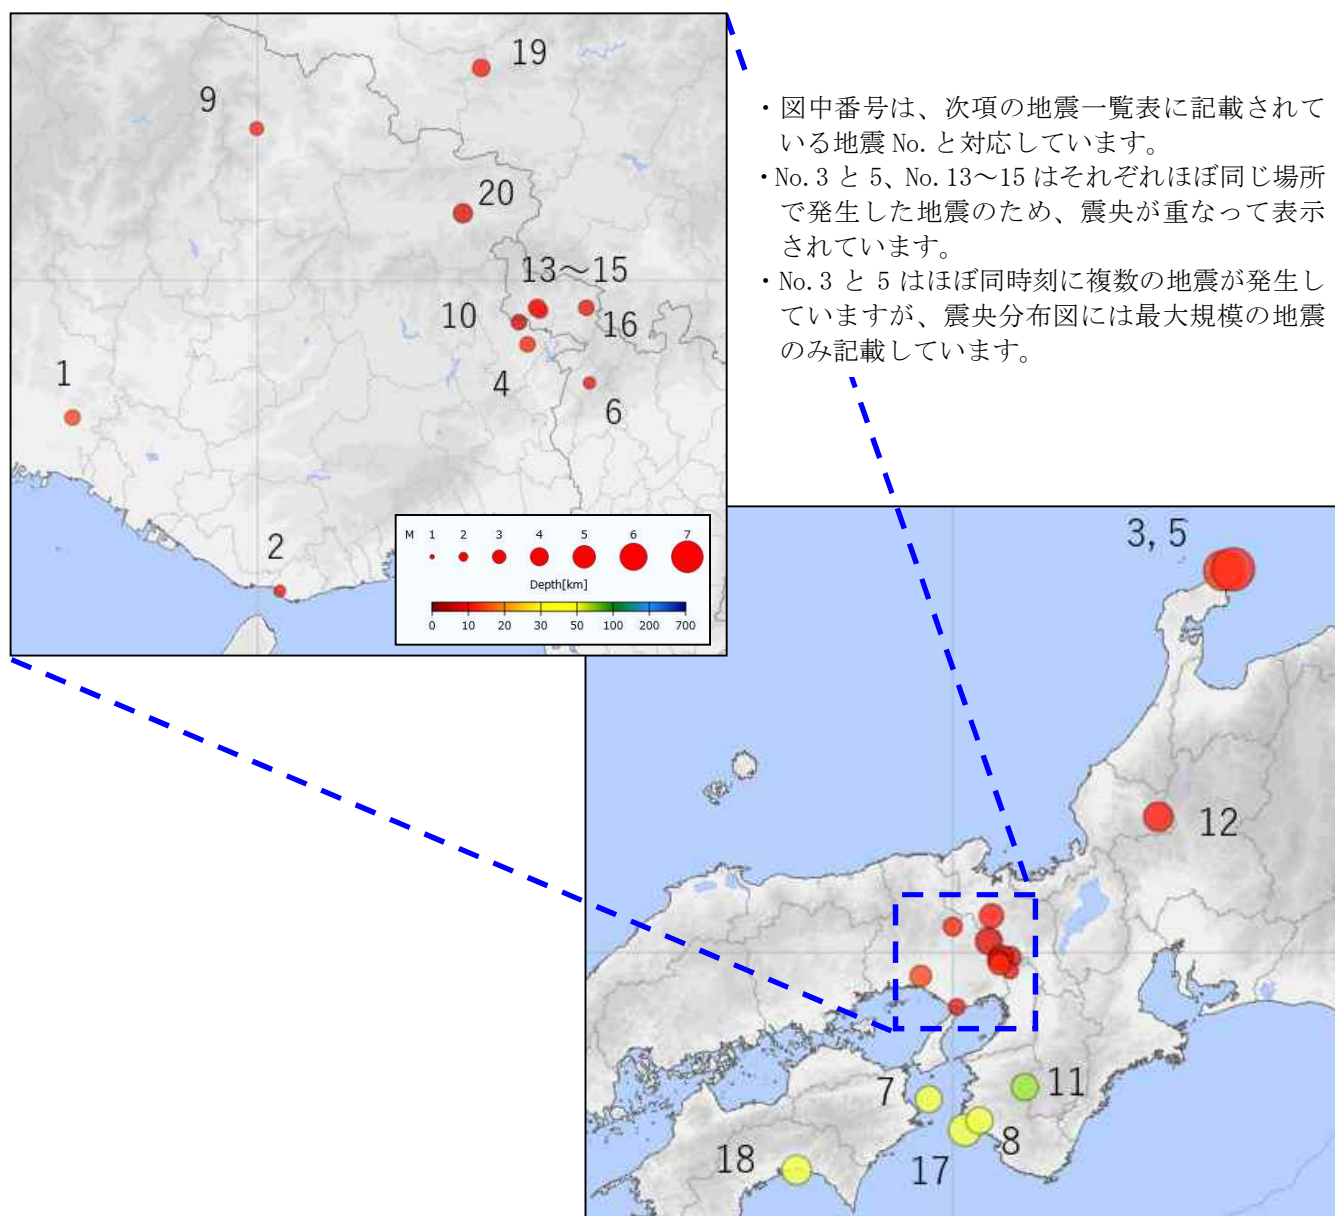 19
9
20
13～15
10
16
4
1
6
2
M 1 2 3 4 5 6 7
Depth[km]
0 10 20 30 50 100 200 700
・図中番号は、次項の地震一覧表に記載されて
いる地震 No. と対応しています。
・No. 3 と 5、No. 13～15 はそれぞれほぼ同じ場所
で発生した地震のため、震央が重なって表示
されています。
・No. 3 と 5 はほぼ同時刻に複数の地震が発生し
ていますが、震央分布図には最大規模の地震
のみ記載しています。
3, 5
12
7
11
8
17
18